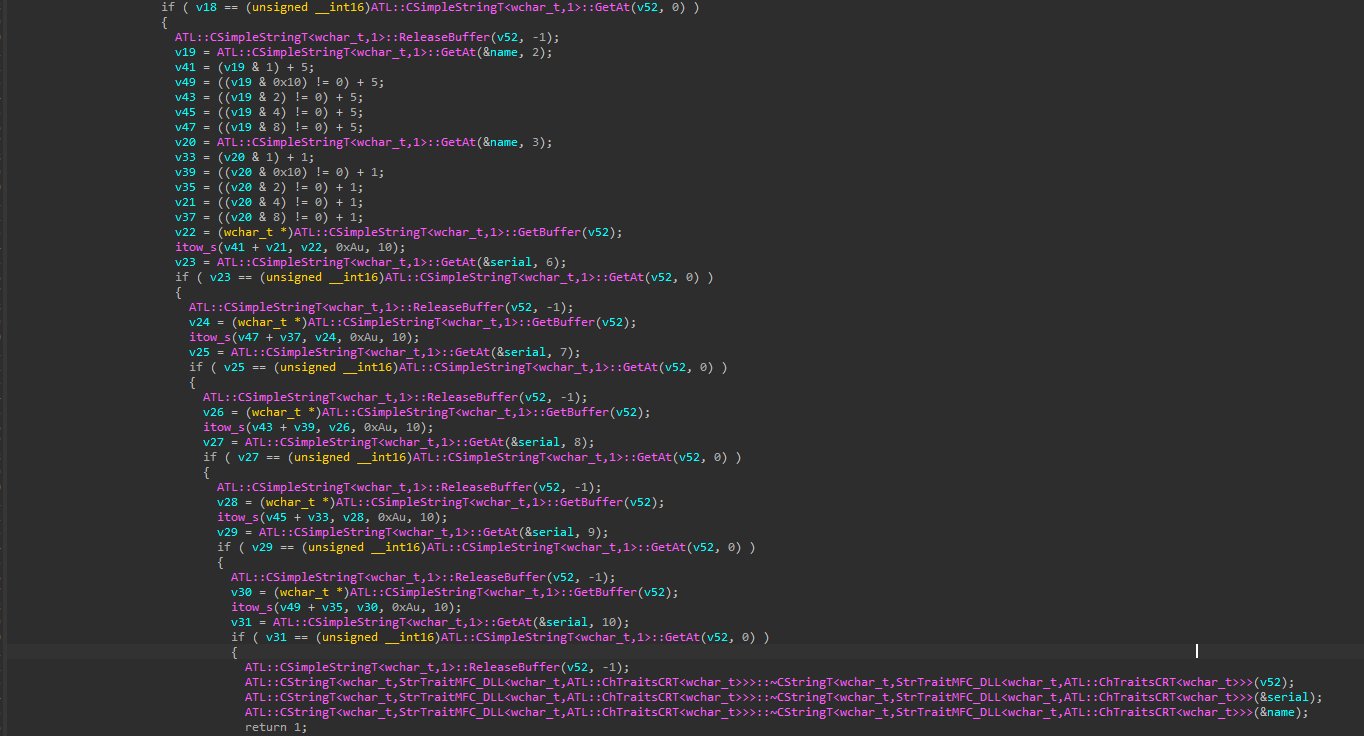 if ( v18 == (unsigned __int16)ATL::CSimpleStringT<wchar_t,1>::GetAt(v52, 0) )
{
ATL::CSimpleStringT<wchar_t,1>::ReleaseBuffer(v52, -1);
v19 = ATL::CSimpleStringT<wchar_t,1>::GetAt(&name, 2);
v41 = (v19 & 1) + 5;
v49 = ((v19 & 0x10) != 0) + 5;
v43 = ((v19 & 2) != 0) + 5;
v45 = ((v19 & 4) != 0) + 5;
v47 = ((v19 & 8) != 0) + 5;
v20 = ATL::CSimpleStringT<wchar_t,1>::GetAt(&name, 3);
v33 = (v20 & 1) + 1;
v39 = ((v20 & 0x10) != 0) + 1;
v35 = ((v20 & 2) != 0) + 1;
v21 = ((v20 & 4) != 0) + 1;
v37 = ((v20 & 8) != 0) + 1;
v22 = (wchar_t *)ATL::CSimpleStringT<wchar_t,1>::GetBuffer(v52);
itow_s(v41 + v21, v22, 0xAu, 10);
v23 = ATL::CSimpleStringT<wchar_t,1>::GetAt(&serial, 6);
if ( v23 == (unsigned __int16)ATL::CSimpleStringT<wchar_t,1>::GetAt(v52, 0) )
{
ATL::CSimpleStringT<wchar_t,1>::ReleaseBuffer(v52, -1);
v24 = (wchar_t *)ATL::CSimpleStringT<wchar_t,1>::GetBuffer(v52);
itow_s(v47 + v37, v24, 0xAu, 10);
v25 = ATL::CSimpleStringT<wchar_t,1>::GetAt(&serial, 7);
if ( v25 == (unsigned __int16)ATL::CSimpleStringT<wchar_t,1>::GetAt(v52, 0) )
{
ATL::CSimpleStringT<wchar_t,1>::ReleaseBuffer(v52, -1);
v26 = (wchar_t *)ATL::CSimpleStringT<wchar_t,1>::GetBuffer(v52);
itow_s(v43 + v39, v26, 0xAu, 10);
v27 = ATL::CSimpleStringT<wchar_t,1>::GetAt(&serial, 8);
if ( v27 == (unsigned __int16)ATL::CSimpleStringT<wchar_t,1>::GetAt(v52, 0) )
{
ATL::CSimpleStringT<wchar_t,1>::ReleaseBuffer(v52, -1);
v28 = (wchar_t *)ATL::CSimpleStringT<wchar_t,1>::GetBuffer(v52);
itow_s(v45 + v33, v28, 0xAu, 10);
v29 = ATL::CSimpleStringT<wchar_t,1>::GetAt(&serial, 9);
if ( v29 == (unsigned __int16)ATL::CSimpleStringT<wchar_t,1>::GetAt(v52, 0) )
{
ATL::CSimpleStringT<wchar_t,1>::ReleaseBuffer(v52, -1);
v30 = (wchar_t *)ATL::CSimpleStringT<wchar_t,1>::GetBuffer(v52);
itow_s(v49 + v35, v30, 0xAu, 10);
v31 = ATL::CSimpleStringT<wchar_t,1>::GetAt(&serial, 10);
if ( v31 == (unsigned __int16)ATL::CSimpleStringT<wchar_t,1>::GetAt(v52, 0) )
{
ATL::CSimpleStringT<wchar_t,1>::ReleaseBuffer(v52, -1);
ATL::CStringT<wchar_t,StrTraitMFC_DLL<wchar_t,ATL::ChTraitsCRT<wchar_t>>>::~CStringT<wchar_t,StrTraitMFC_DLL<wchar_t,ATL::ChTraitsCRT<wchar_t>>>(v52);
ATL::CStringT<wchar_t,StrTraitMFC_DLL<wchar_t,ATL::ChTraitsCRT<wchar_t>>>::~CStringT<wchar_t,StrTraitMFC_DLL<wchar_t,ATL::ChTraitsCRT<wchar_t>>>(&serial);
ATL::CStringT<wchar_t,StrTraitMFC_DLL<wchar_t,ATL::ChTraitsCRT<wchar_t>>>::~CStringT<wchar_t,StrTraitMFC_DLL<wchar_t,ATL::ChTraitsCRT<wchar_t>>>(&name);
return 1;